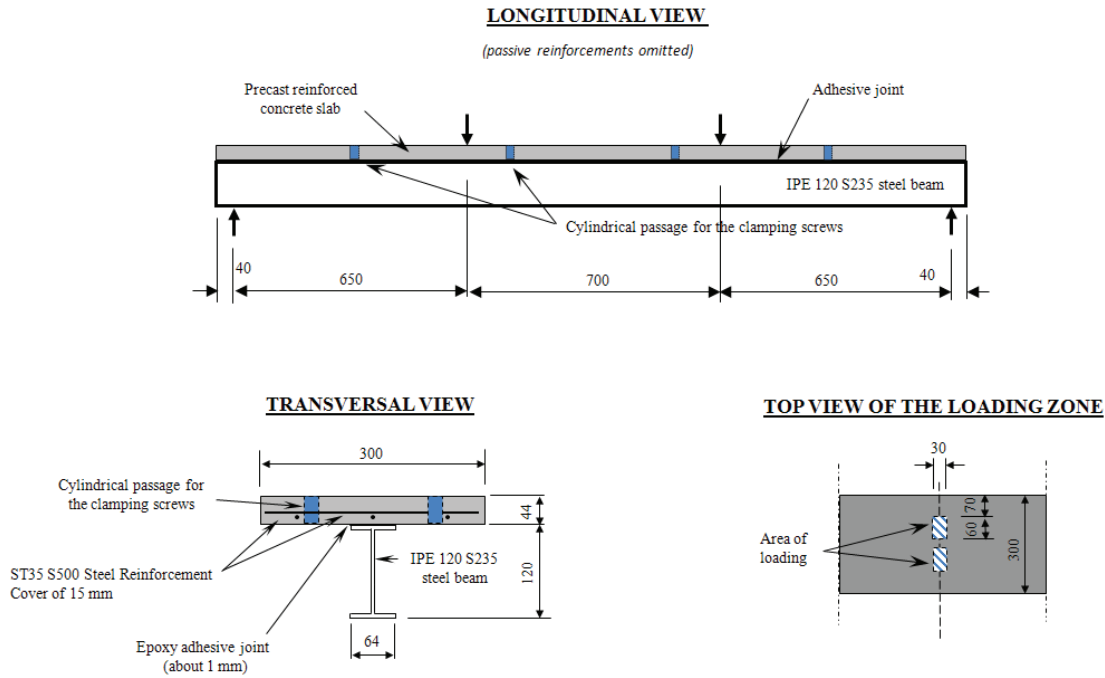 LONGITUDINAL VIEW
(passive reinforcements omitted)
Precast reinforced
concrete slab
Adhesive joint
IPE 120 S235 steel beam
Cylindrical passage for the clamping screws
40
650
700
650
40
TRANSVERSAL VIEW
300
Cylindrical passage for
the clamping screws
44
ST35 S500 Steel Reinforcement
Cover of 15 mm
IPE 120 S235
steel beam
120
Epoxy adhesive joint
(about 1 mm)
64
TOP VIEW OF THE LOADING ZONE
30
70
60
300
Area of
loading